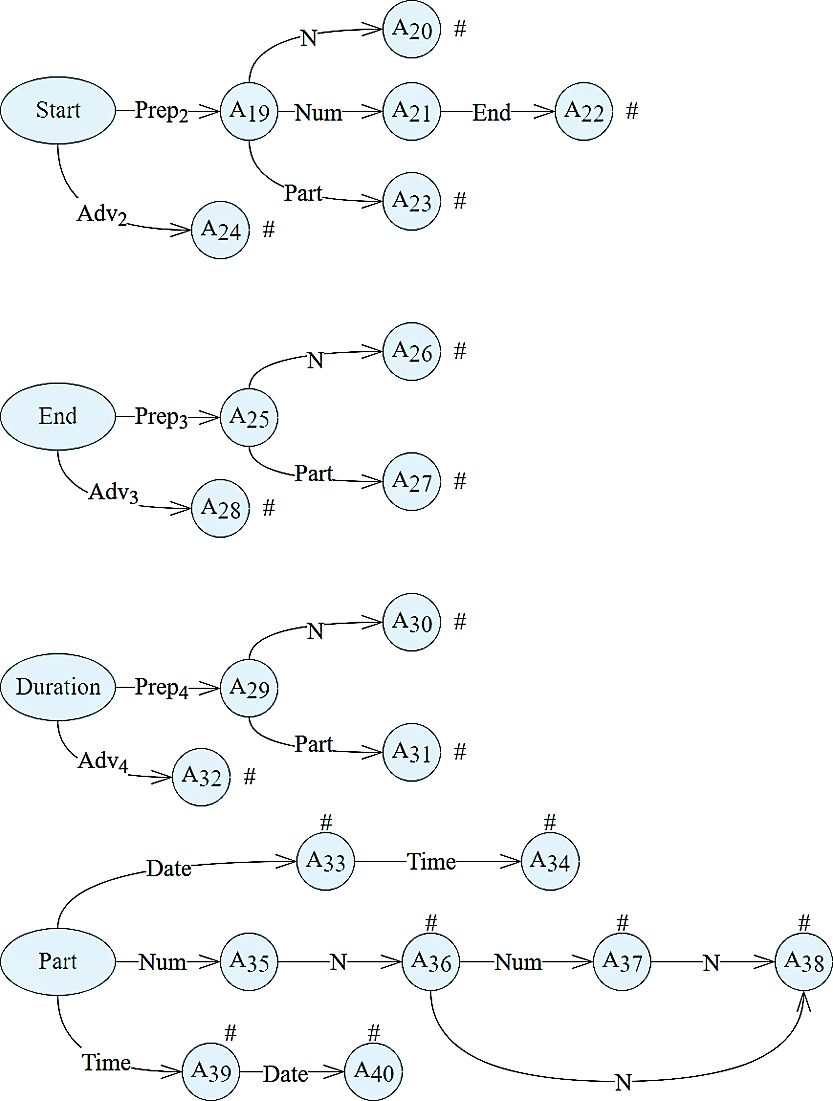 N A20 #
Start Prep2 A19 Num A21 End A22 #
Part A23 #
Adv2 A24 #
N A26 #
End Prep3 A25
Part A27 #
Adv3 A28 #
N A30 #
Duration Prep4 A29
Part A31 #
Adv4 A32 #
# #
Date A33 Time A34
# # #
Part Num A35 N A36 Num A37 N A38
# #
Time A39 Date A40 N